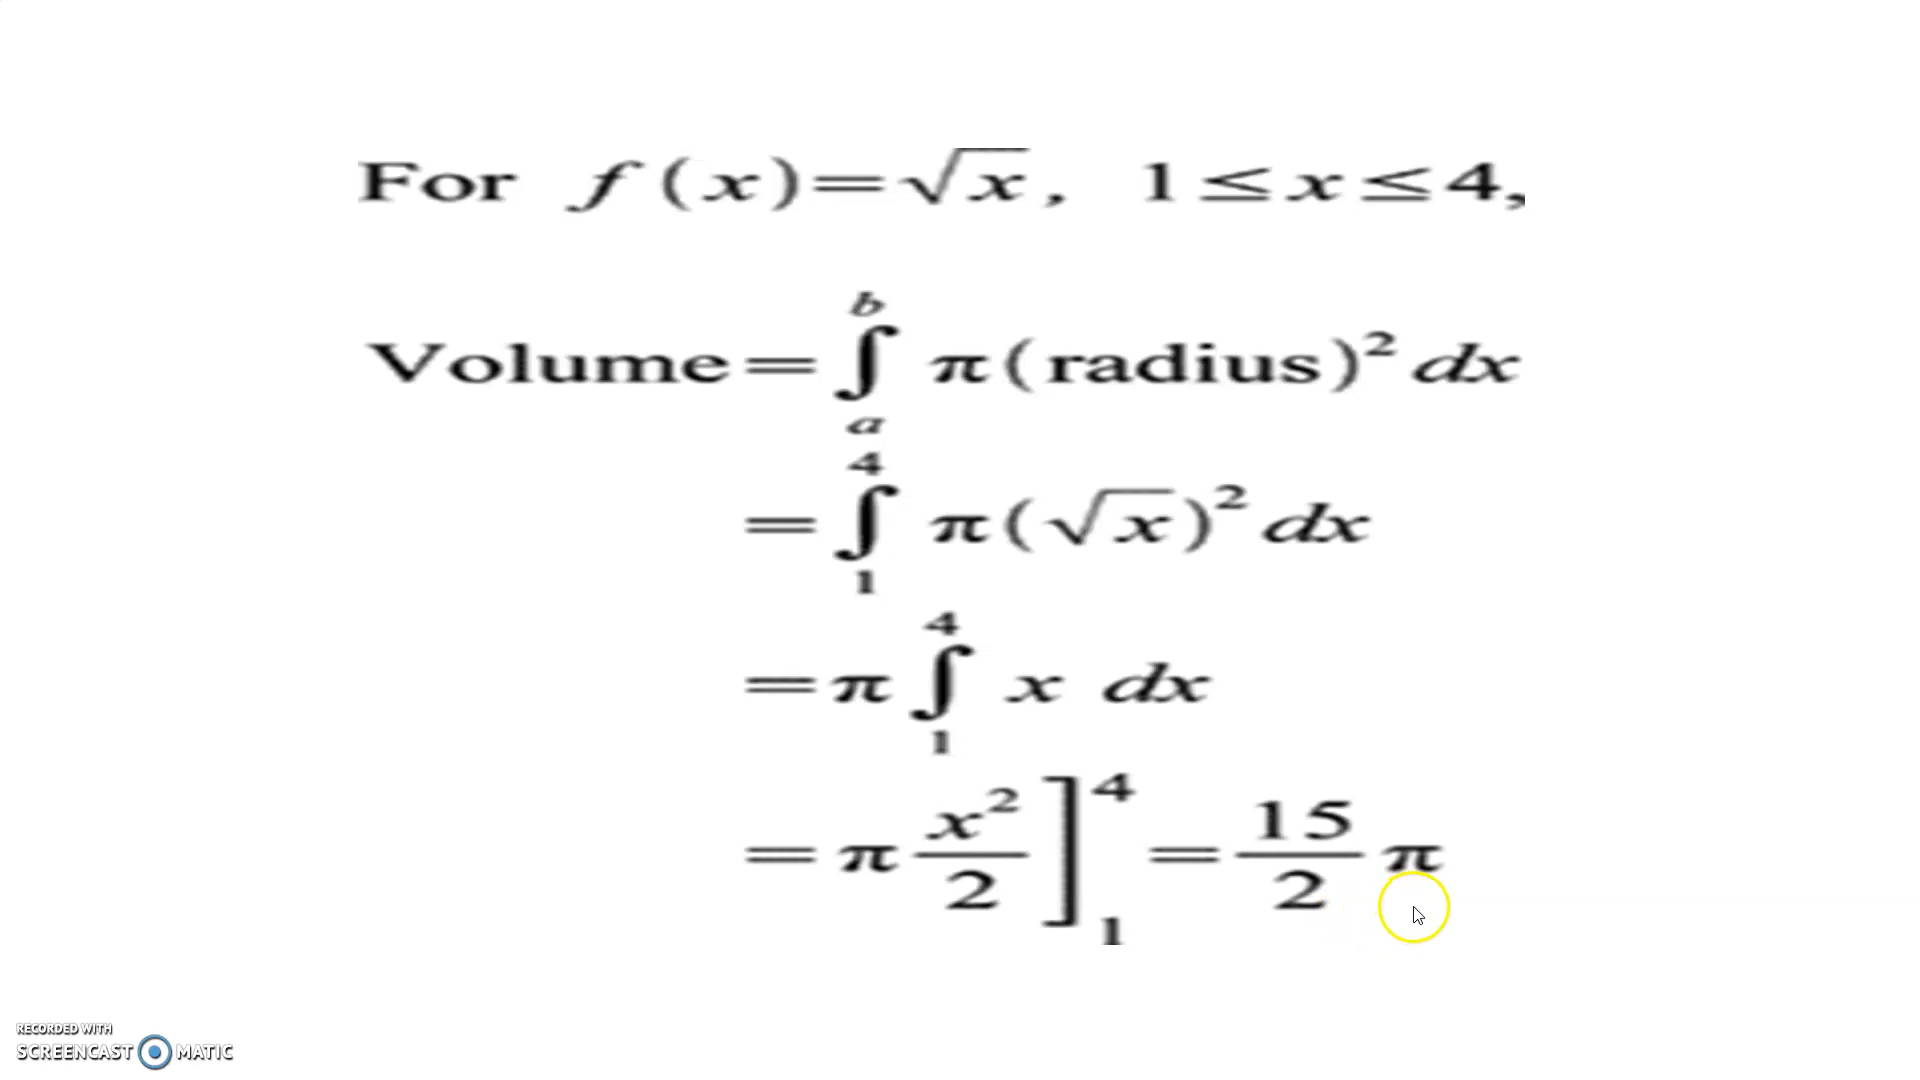 For f(x)=√x, 1≤x≤4,
Volume=∫_a^b π(radius)² dx
=∫_1^4 π(√x)² dx
=π∫_1^4 x dx
=π x²/2 ]_1^4 = 15/2 π
RECORDED WITH
SCREENCAST MATIC